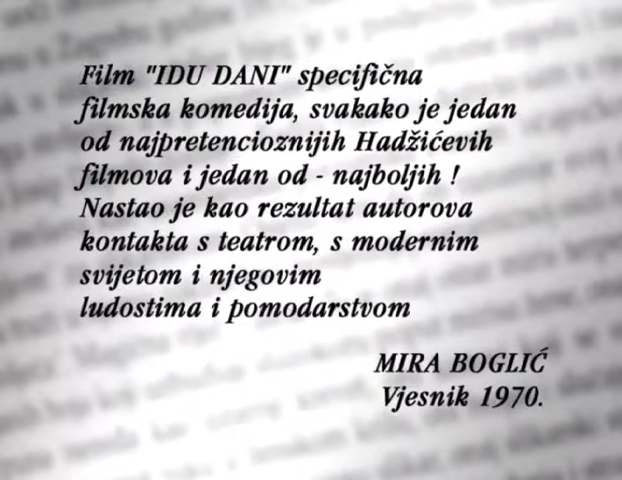 Film "IDU DANI" specifična
filmska komedija, svakako je jedan
od najpretencioznijih Hadžićevih
filmova i jedan od - najboljih !
Nastao je kao rezultat autorova
kontakta s teatrom, s modernim
svijetom i njegovim
ludostima i pomodarstvom
MIRA BOGLIĆ
Vjesnik 1970.